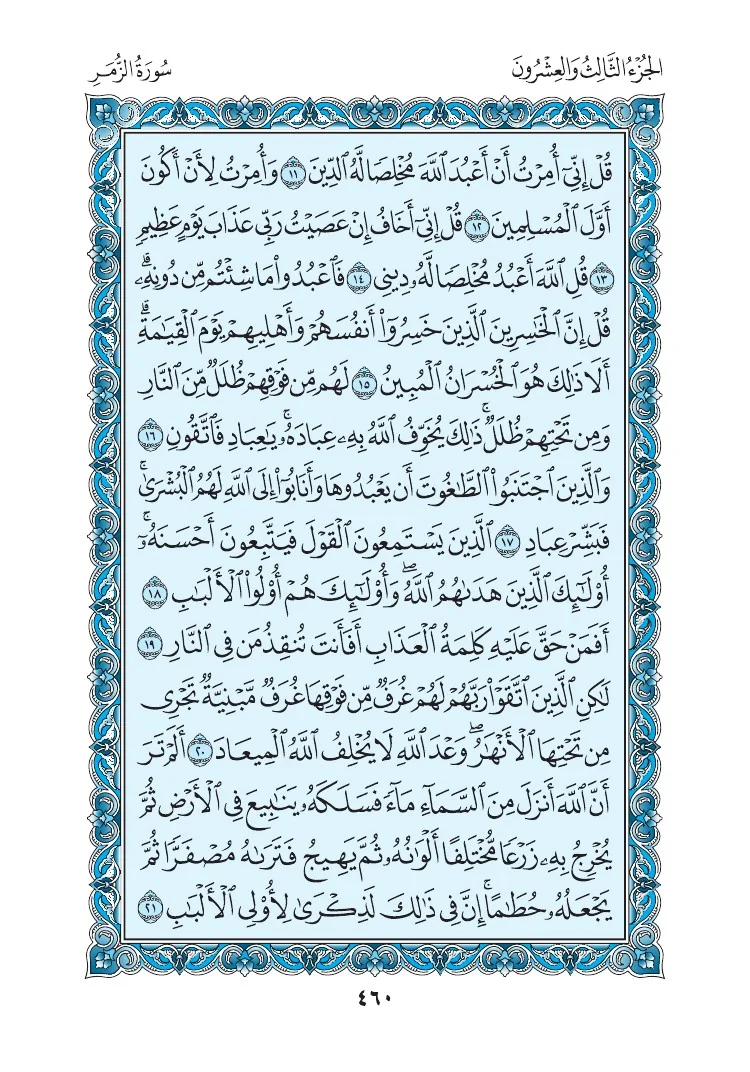 الجُزْءُ الثَّالِثُ وَالعِشْرُونَ
سُورَةُ الزُّمَرِ
قُلْ إِنِّىٓ أُمِرْتُ أَنْ أَعْبُدَ ٱللَّهَ مُخْلِصًا لَّهُ ٱلدِّينَ ١١ وَأُمِرْتُ لِأَنْ أَكُونَ
أَوَّلَ ٱلْمُسْلِمِينَ ١٢ قُلْ إِنِّىٓ أَخَافُ إِنْ عَصَيْتُ رَبِّى عَذَابَ يَوْمٍ عَظِيمٍ
١٣ قُلِ ٱللَّهَ أَعْبُدُ مُخْلِصًا لَّهُۥ دِينِى ١٤ فَٱعْبُدُوا۟ مَا شِئْتُم مِّن دُونِهِۦۗ
قُلْ إِنَّ ٱلْخَـٰسِرِينَ ٱلَّذِينَ خَسِرُوٓا۟ أَنفُسَهُمْ وَأَهْلِيهِمْ يَوْمَ ٱلْقِيَـٰمَةِۗ
أَلَا ذَٰلِكَ هُوَ ٱلْخُسْرَانُ ٱلْمُبِينُ ١٥ لَهُم مِّن فَوْقِهِمْ ظُلَلٌ مِّنَ ٱلنَّارِ
وَمِن تَحْتِهِمْ ظُلَلٌۚ ذَٰلِكَ يُخَوِّفُ ٱللَّهُ بِهِۦ عِبَادَهُۥۚ يَـٰعِبَادِ فَٱتَّقُونِ ١٦
وَٱلَّذِينَ ٱجْتَنَبُوا۟ ٱلطَّـٰغُوتَ أَن يَعْبُدُوهَا وَأَنَابُوٓا۟ إِلَى ٱللَّهِ لَهُمُ ٱلْبُشْرَىٰۚ
فَبَشِّرْ عِبَادِ ١٧ ٱلَّذِينَ يَسْتَمِعُونَ ٱلْقَوْلَ فَيَتَّبِعُونَ أَحْسَنَهُۥٓۚ
أُو۟لَـٰٓئِكَ ٱلَّذِينَ هَدَىٰهُمُ ٱللَّهُۖ وَأُو۟لَـٰٓئِكَ هُمْ أُو۟لُوا۟ ٱلْأَلْبَـٰبِ ١٨
أَفَمَنْ حَقَّ عَلَيْهِ كَلِمَةُ ٱلْعَذَابِ أَفَأَنتَ تُنقِذُ مَن فِى ٱلنَّارِ ١٩
لَـٰكِنِ ٱلَّذِينَ ٱتَّقَوْا۟ رَبَّهُمْ لَهُمْ غُرَفٌ مِّن فَوْقِهَا غُرَفٌ مَّبْنِيَّةٌ تَجْرِى
مِن تَحْتِهَا ٱلْأَنْهَـٰرُۖ وَعْدَ ٱللَّهِ لَا يُخْلِفُ ٱللَّهُ ٱلْمِيعَادَ ٢٠ أَلَمْ تَرَ
أَنَّ ٱللَّهَ أَنزَلَ مِنَ ٱلسَّمَآءِ مَآءً فَسَلَكَهُۥ يَنَـٰبِيعَ فِى ٱلْأَرْضِ ثُمَّ
يُخْرِجُ بِهِۦ زَرْعًا مُّخْتَلِفًا أَلْوَٰنُهُۥ ثُمَّ يَهِيجُ فَتَرَىٰهُ مُصْفَرًّا ثُمَّ
يَجْعَلُهُۥ حُطَـٰمًاۚ إِنَّ فِى ذَٰلِكَ لَذِكْرَىٰ لِأُو۟لِى ٱلْأَلْبَـٰبِ ٢١
٤٦٠